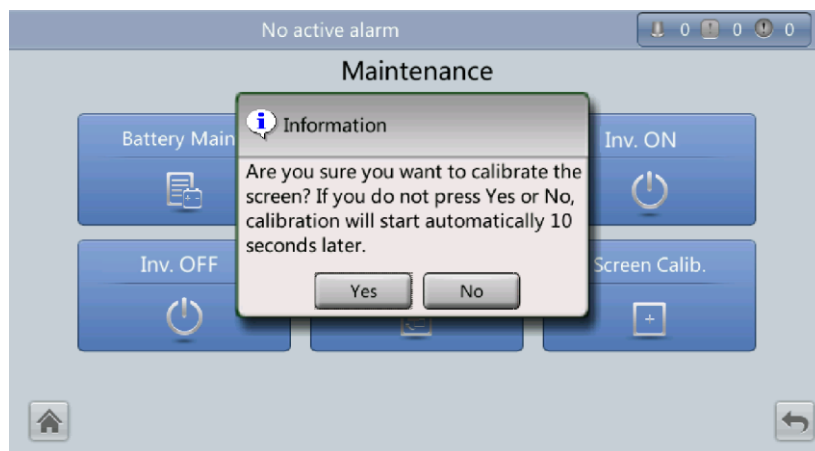 No active alarm
0 0 0
Maintenance
Battery Main
Inv. ON
Information
Are you sure you want to calibrate the
screen? If you do not press Yes or No,
calibration will start automatically 10
seconds later.
Yes No
Inv. OFF
Screen Calib.